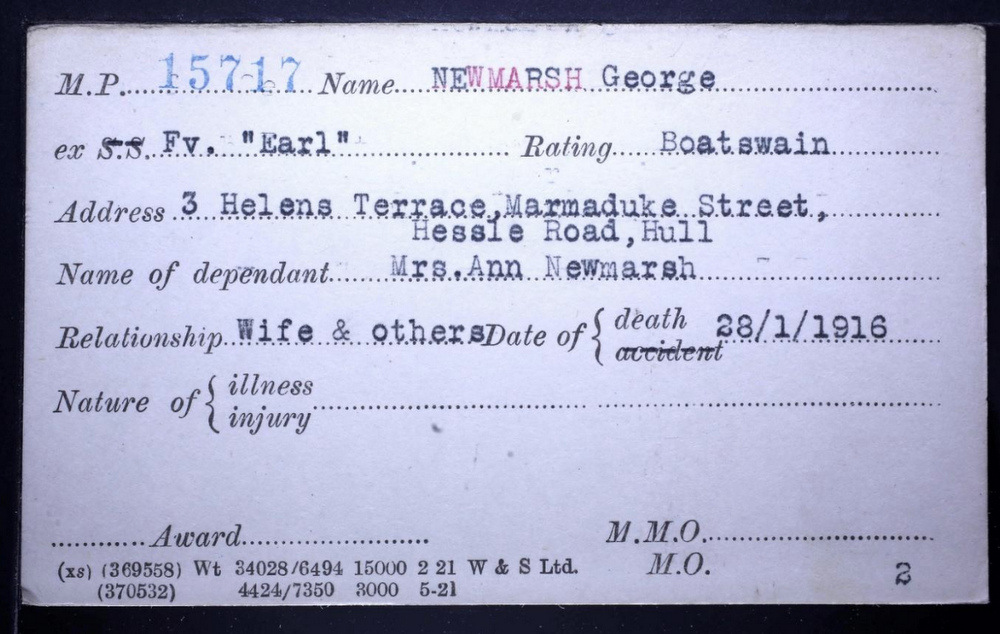 M.P. 15717 Name NEWMARSH George
ex S.S. Fv. "Earl" Rating Boatswain
Address 3 Helens Terrace, Marmaduke Street,
Hessle Road, Hull
Name of dependant Mrs. Ann Newmarsh
Relationship Wife & others Date of { death accident 28/1/1916
Nature of { illness injury
Award M.M.O.
(xs) (369558) Wt 34028/6494 15000 2 21 W & S Ltd. M.O. 2
(370532) 4424/7350 3000 5-21